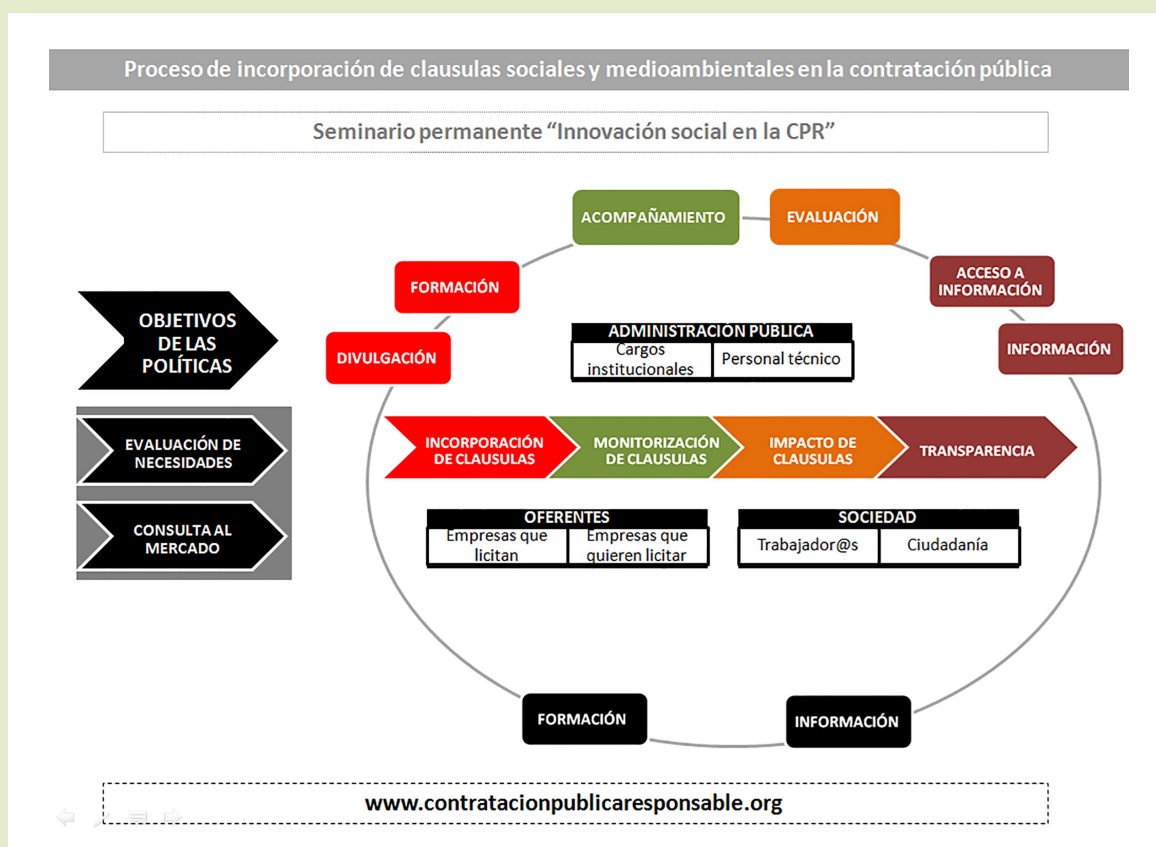 Proceso de incorporación de clausulas sociales y medioambientales en la contratación pública
Seminario permanente “Innovación social en la CPR”
ACOMPAÑAMIENTO
EVALUACIÓN
FORMACIÓN
ACCESO A
INFORMACIÓN
DIVULGACIÓN
INFORMACIÓN
OBJETIVOS
DE LAS
POLÍTICAS
EVALUACIÓN DE
NECESIDADES
CONSULTA AL
MERCADO
ADMINISTRACIÓN PÚBLICA
Cargos
institucionales
Personal técnico
INCORPORACIÓN
DE CLAUSULAS
MONITORIZACIÓN
DE CLAUSULAS
IMPACTO DE
CLAUSULAS
TRANSPARENCIA
OFERENTES
Empresas que
licitan
Empresas que
quieren licitar
SOCIEDAD
Trabajador@s
Ciudadanía
FORMACIÓN
INFORMACIÓN
www.contratacionpublicaresponsable.org